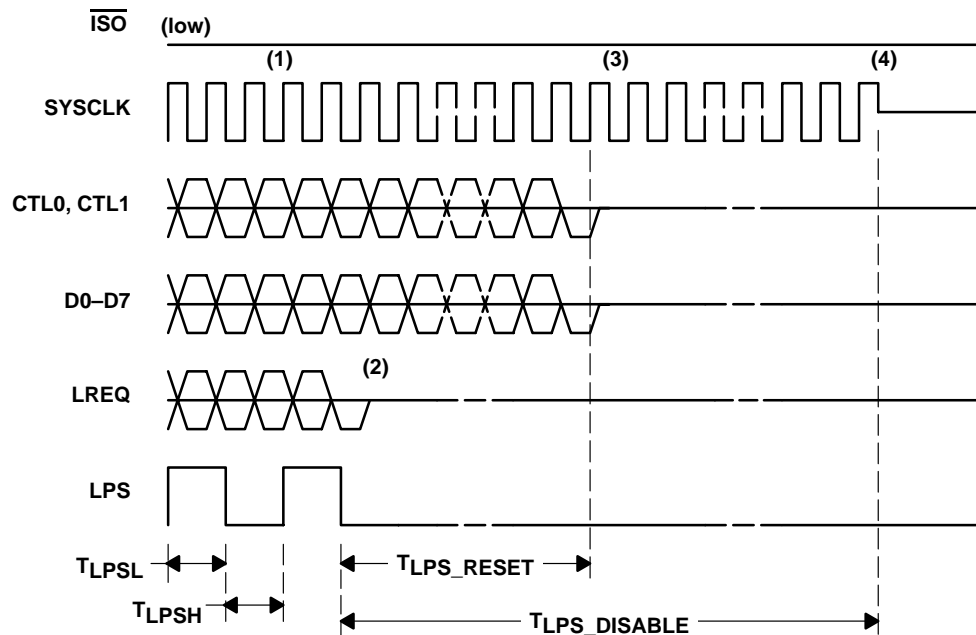 ISO (low)
(1) (3) (4)
SYSCLK
CTL0, CTL1
D0–D7
(2)
LREQ
LPS
TLPSL TLPS_RESET
TLPSH TLPS_DISABLE